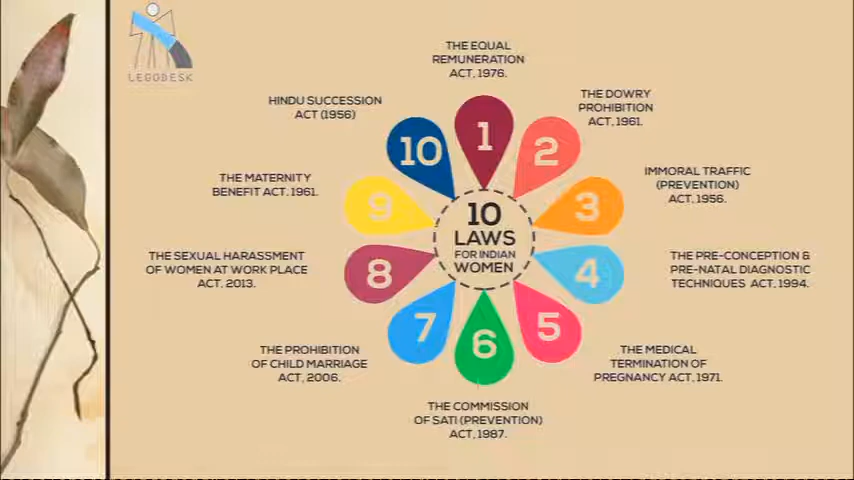 LEGODESK
THE EQUAL
REMUNERATION
ACT, 1976.
1
THE DOWRY
PROHIBITION
ACT, 1961.
2
IMMORAL TRAFFIC
(PREVENTION)
ACT, 1956.
3
THE PRE-CONCEPTION &
PRE-NATAL DIAGNOSTIC
TECHNIQUES ACT, 1994.
4
THE MEDICAL
TERMINATION OF
PREGNANCY ACT, 1971.
5
THE COMMISSION
OF SATI (PREVENTION)
ACT, 1987.
6
THE PROHIBITION
OF CHILD MARRIAGE
ACT, 2006.
7
THE SEXUAL HARASSMENT
OF WOMEN AT WORK PLACE
ACT, 2013.
8
THE MATERNITY
BENEFIT ACT, 1961.
9
HINDU SUCCESSION
ACT (1956)
10
10
LAWS
FOR INDIAN
WOMEN